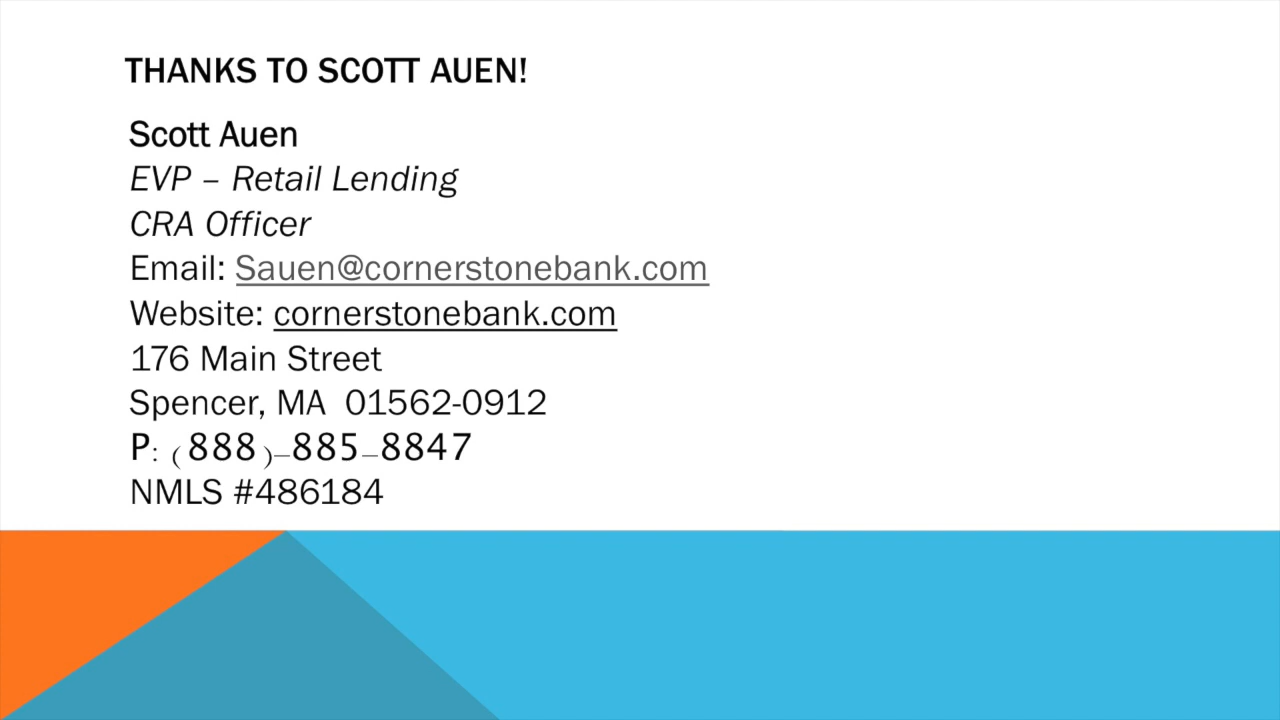 THANKS TO SCOTT AUEN!
Scott Auen
EVP – Retail Lending
CRA Officer
Email: Sauen@cornerstonebank.com
Website: cornerstonebank.com
176 Main Street
Spencer, MA  01562-0912
P: (888)–885–8847
NMLS #486184